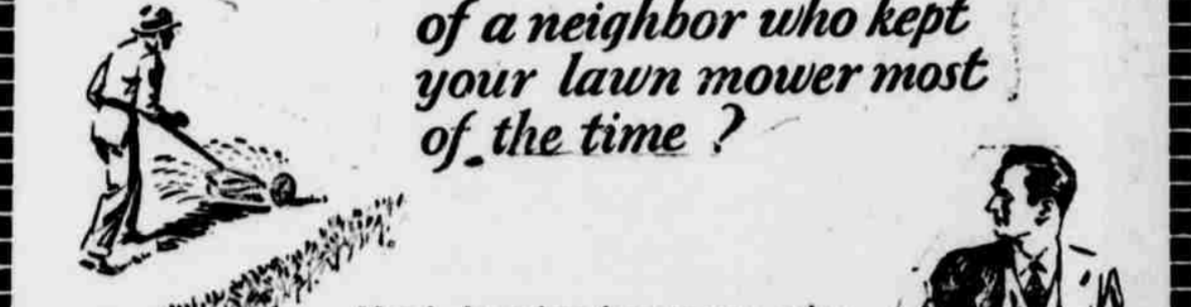 of a neighbor who kept
your lawn mower most
of the time ?